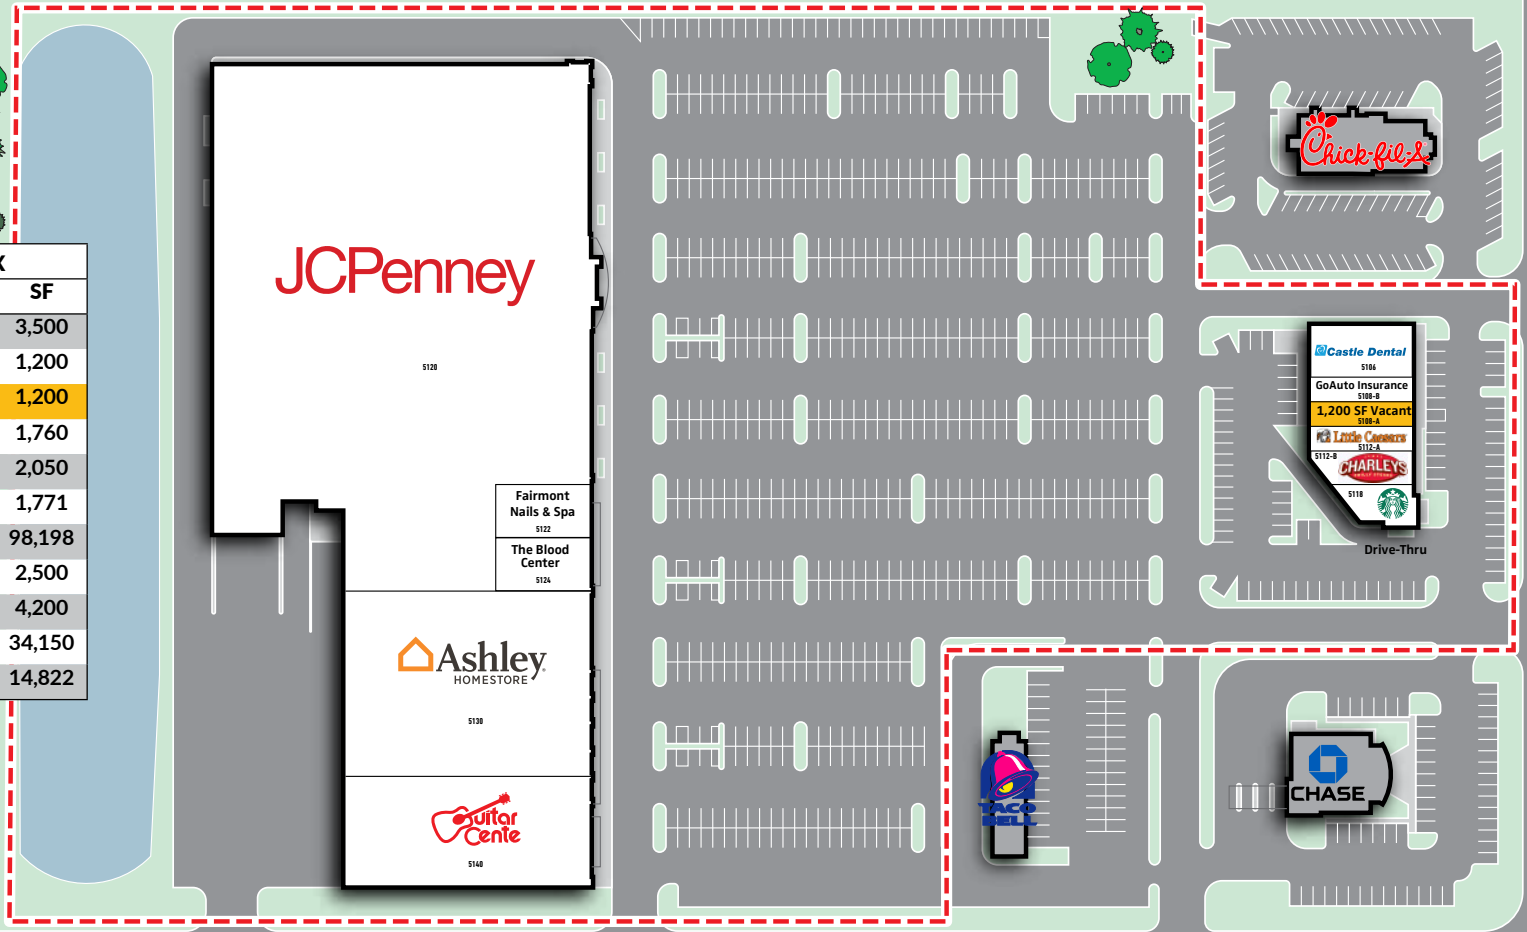 X
SF
3,500
1,200
1,200
1,760
2,050
1,771
98,198
2,500
4,200
34,150
14,822
JCPenney
5120
Fairmont
Nails & Spa
5122
The Blood
Center
5124
Ashley
HOMESTORE
5130
Guitar
Cente
5140
Chick-fil-A
Castle Dental
5106
GoAuto Insurance
5108-B
1,200 SF Vacant
5108-A
Little Caesars
5112-A
5112-B
CHARLEYS
5118
Drive-Thru
TACO
BELL
CHASE